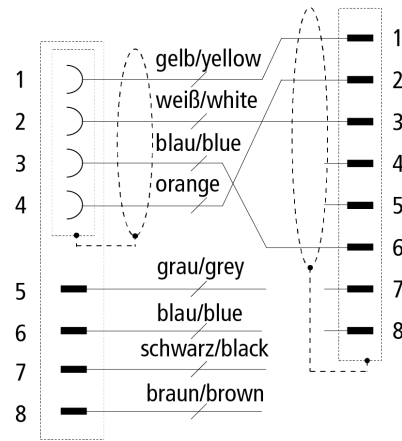 1 gelb/yellow 1
2 weiß/white 2
3 blau/blue 3
4 orange 4
5
6
5 grau/grey 7
6 blau/blue 8
7 schwarz/black
8 braun/brown